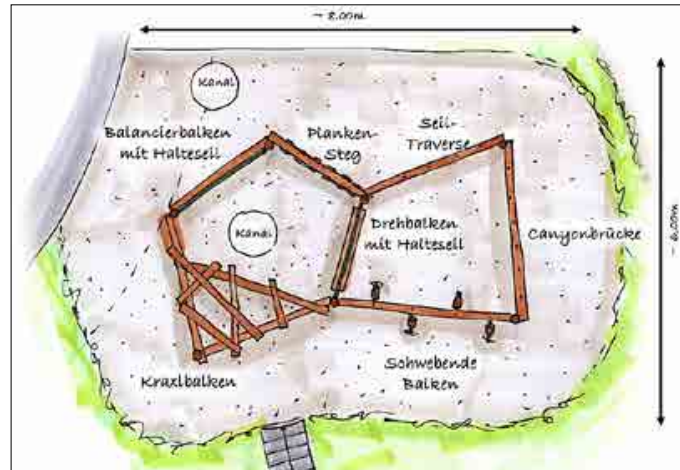 ~ 8.00m
Kanal
Balancierbalken
mit Halteseil
Planken-
Steg
Seil-
Traverse
Kanal
Drehbalken
mit Halteseil
Canyonbrücke
~ 6.00m
Kraxlbalken
Schwebende
Balken